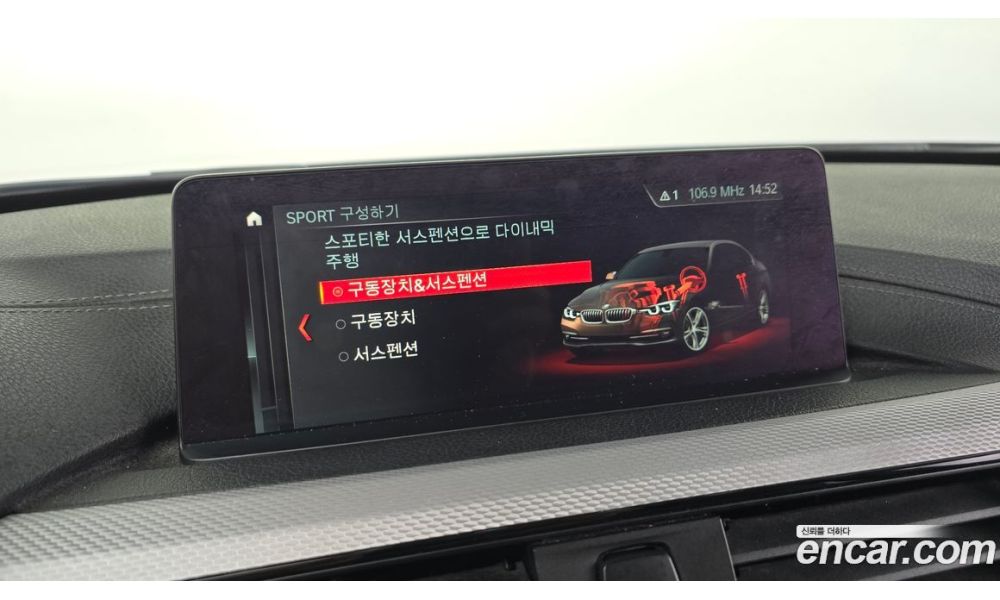 ⚠1 106.9 MHz 14:52
SPORT 구성하기
스포티한 서스펜션으로 다이내믹
주행
구동장치&서스펜션
구동장치
서스펜션
신뢰를 더하다
encar.com